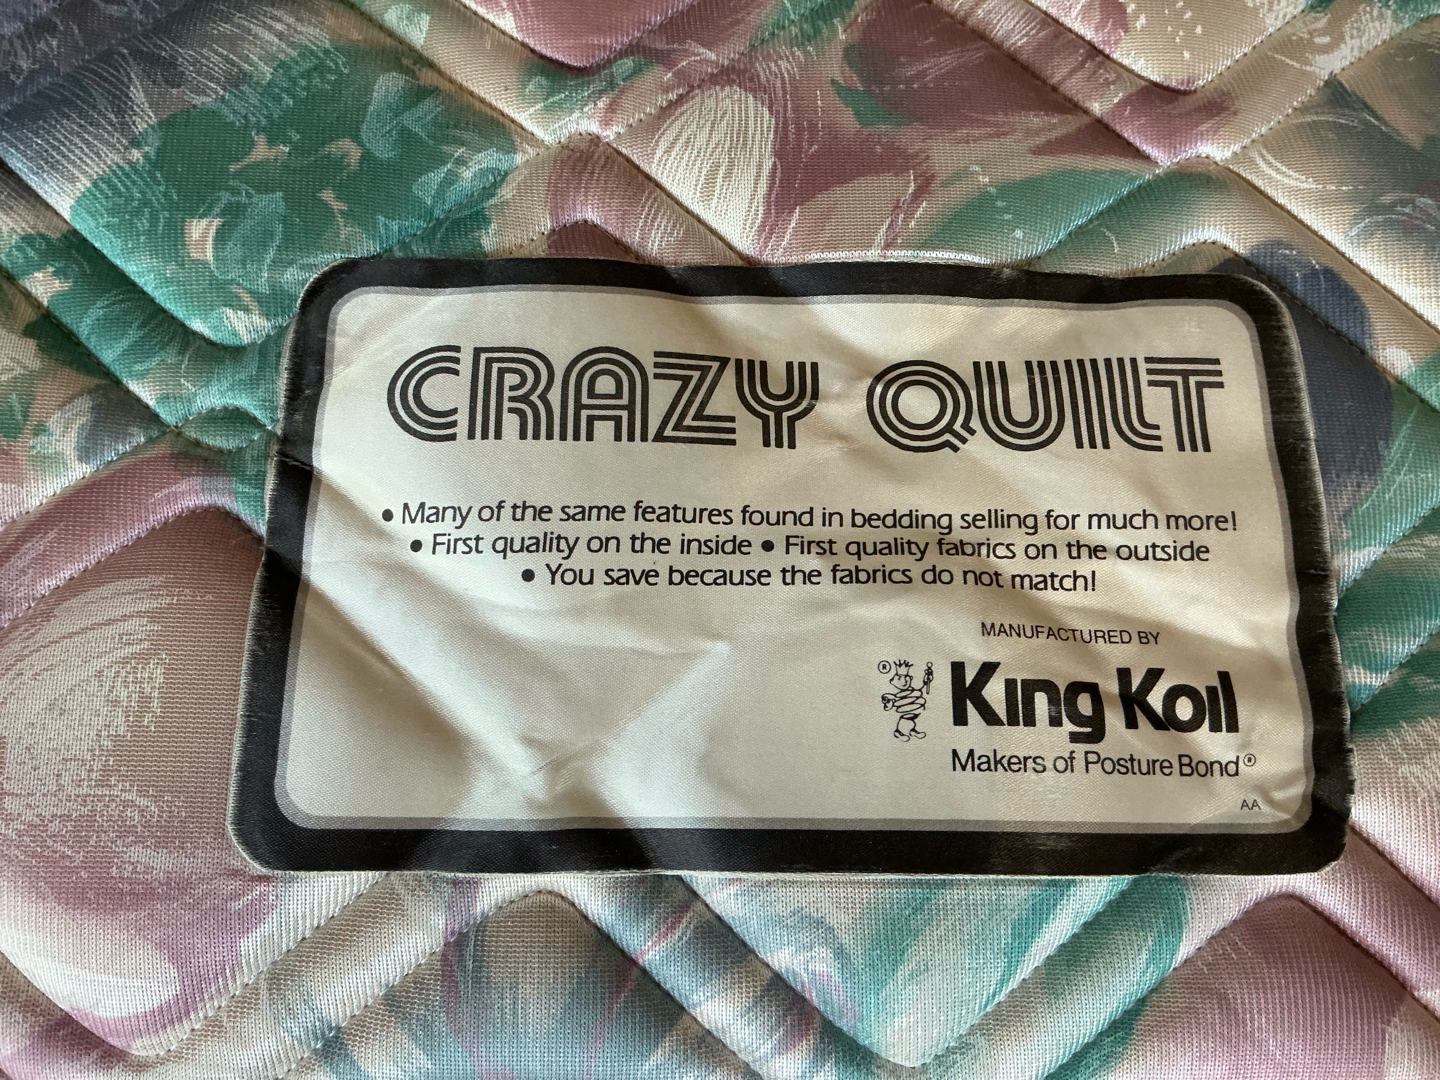 CRAZY QUILT
• Many of the same features found in bedding selling for much more!
• First quality on the inside • First quality fabrics on the outside
• You save because the fabrics do not match!
MANUFACTURED BY
® King Koil
Makers of Posture Bond®
AA